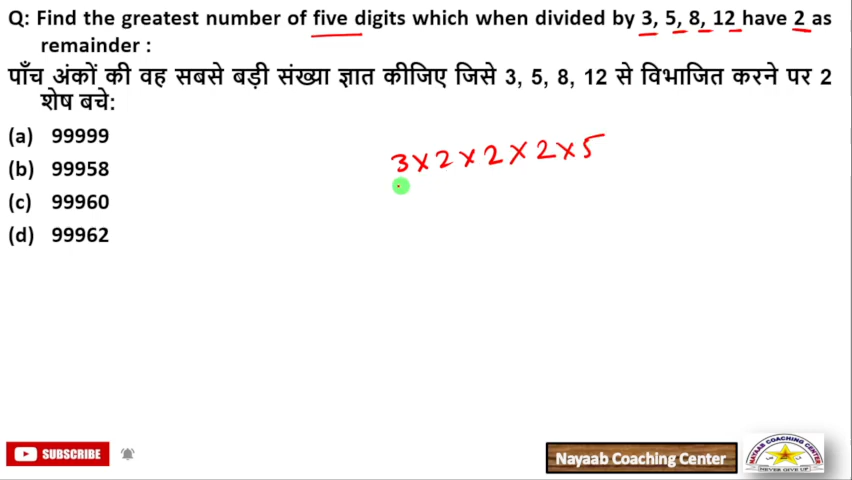 Q: Find the greatest number of five digits which when divided by 3, 5, 8, 12 have 2 as
remainder :
पाँच अंकों की वह सबसे बड़ी संख्या ज्ञात कीजिए जिसे 3, 5, 8, 12 से विभाजित करने पर 2
शेष बचे:
(a) 99999
(b) 99958
(c) 99960
(d) 99962
3 × 2 × 2 × 2 × 5
SUBSCRIBE
Nayaab Coaching Center
NAYAAB COACHING CENTER
NEVER GIVE UP